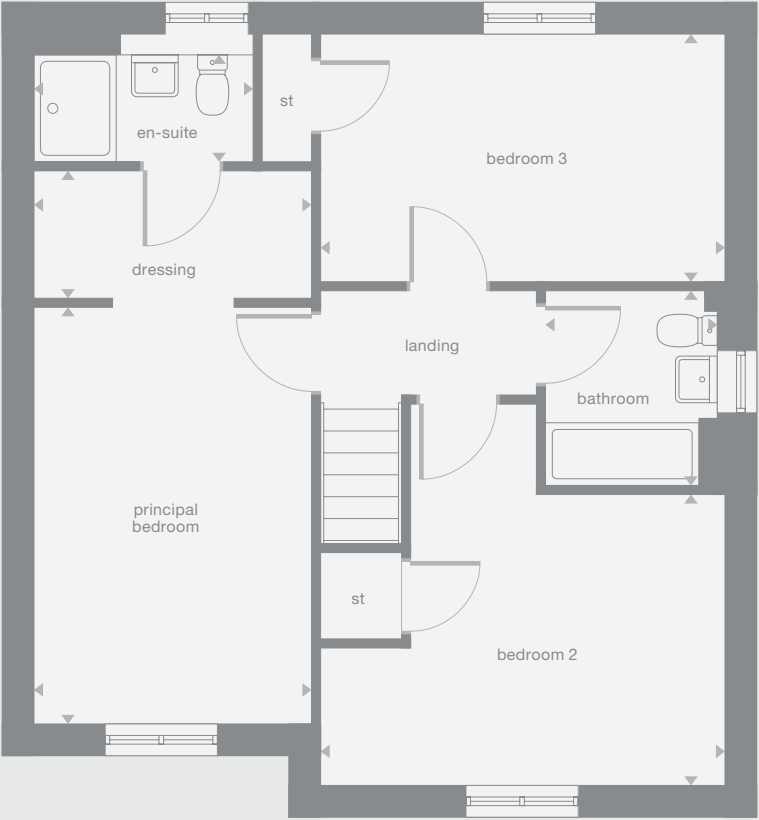 st
en-suite
bedroom 3
dressing
landing
bathroom
principal
bedroom
st
bedroom 2